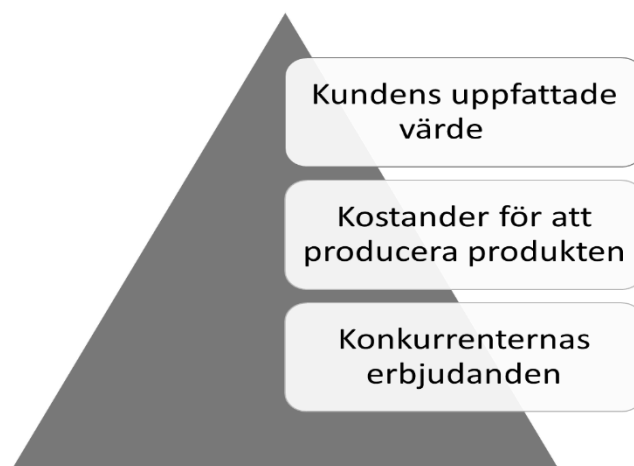 Kundens uppfattade
värde
Kostander för att
producera produkten
Konkurrenternas
erbjudanden